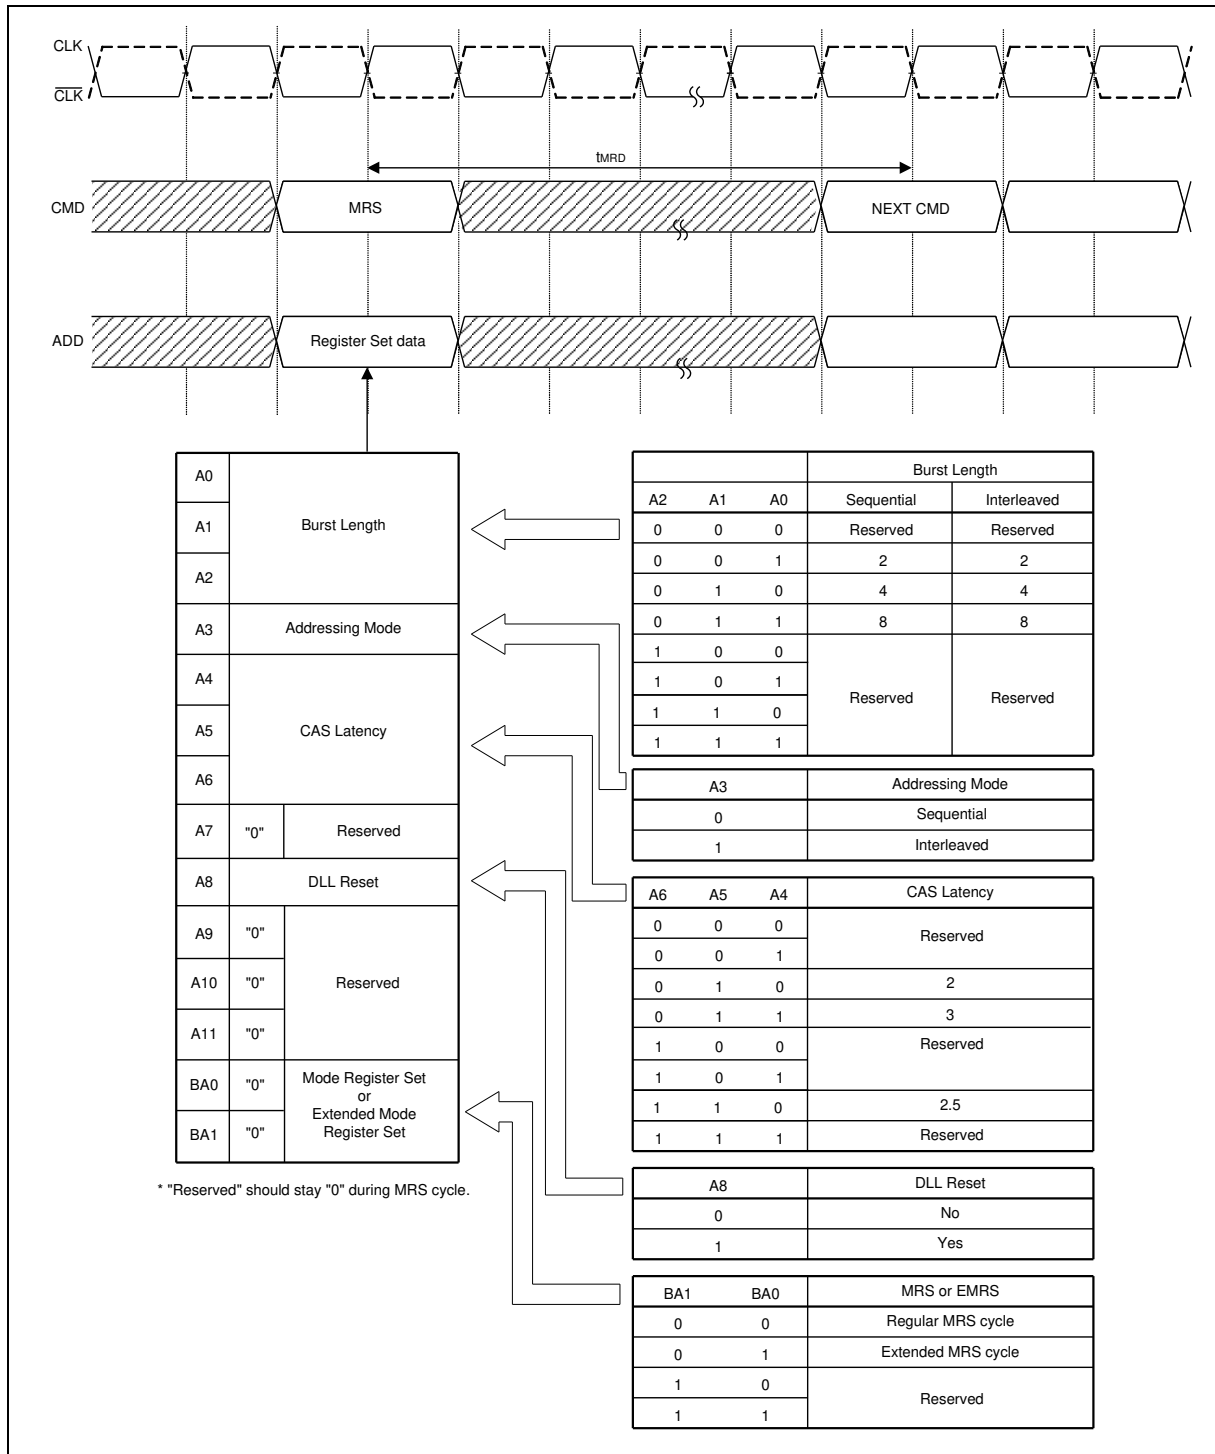 CLK
CLK
tMRD
CMD MRS NEXT CMD
ADD Register Set data
A0
A1 Burst Length
A2
A3 Addressing Mode
A4
A5 CAS Latency
A6
A7 "0" Reserved
A8 DLL Reset
A9 "0"
A10 "0" Reserved
A11 "0"
BA0 "0"
BA1 "0"
Mode Register Set
or
Extended Mode
Register Set
* "Reserved" should stay "0" during MRS cycle.
Burst Length
A2 A1 A0 Sequential Interleaved
0 0 0 Reserved Reserved
0 0 1 2 2
0 1 0 4 4
0 1 1 8 8
1 0 0
1 0 1
Reserved Reserved
1 1 0
1 1 1
A3 Addressing Mode
0 Sequential
1 Interleaved
A6 A5 A4 CAS Latency
0 0 0
Reserved
0 0 1
0 1 0 2
0 1 1 3
1 0 0 Reserved
1 0 1
1 1 0 2.5
1 1 1 Reserved
A8 DLL Reset
0 No
1 Yes
BA1 BA0 MRS or EMRS
0 0 Regular MRS cycle
0 1 Extended MRS cycle
1 0
Reserved
1 1